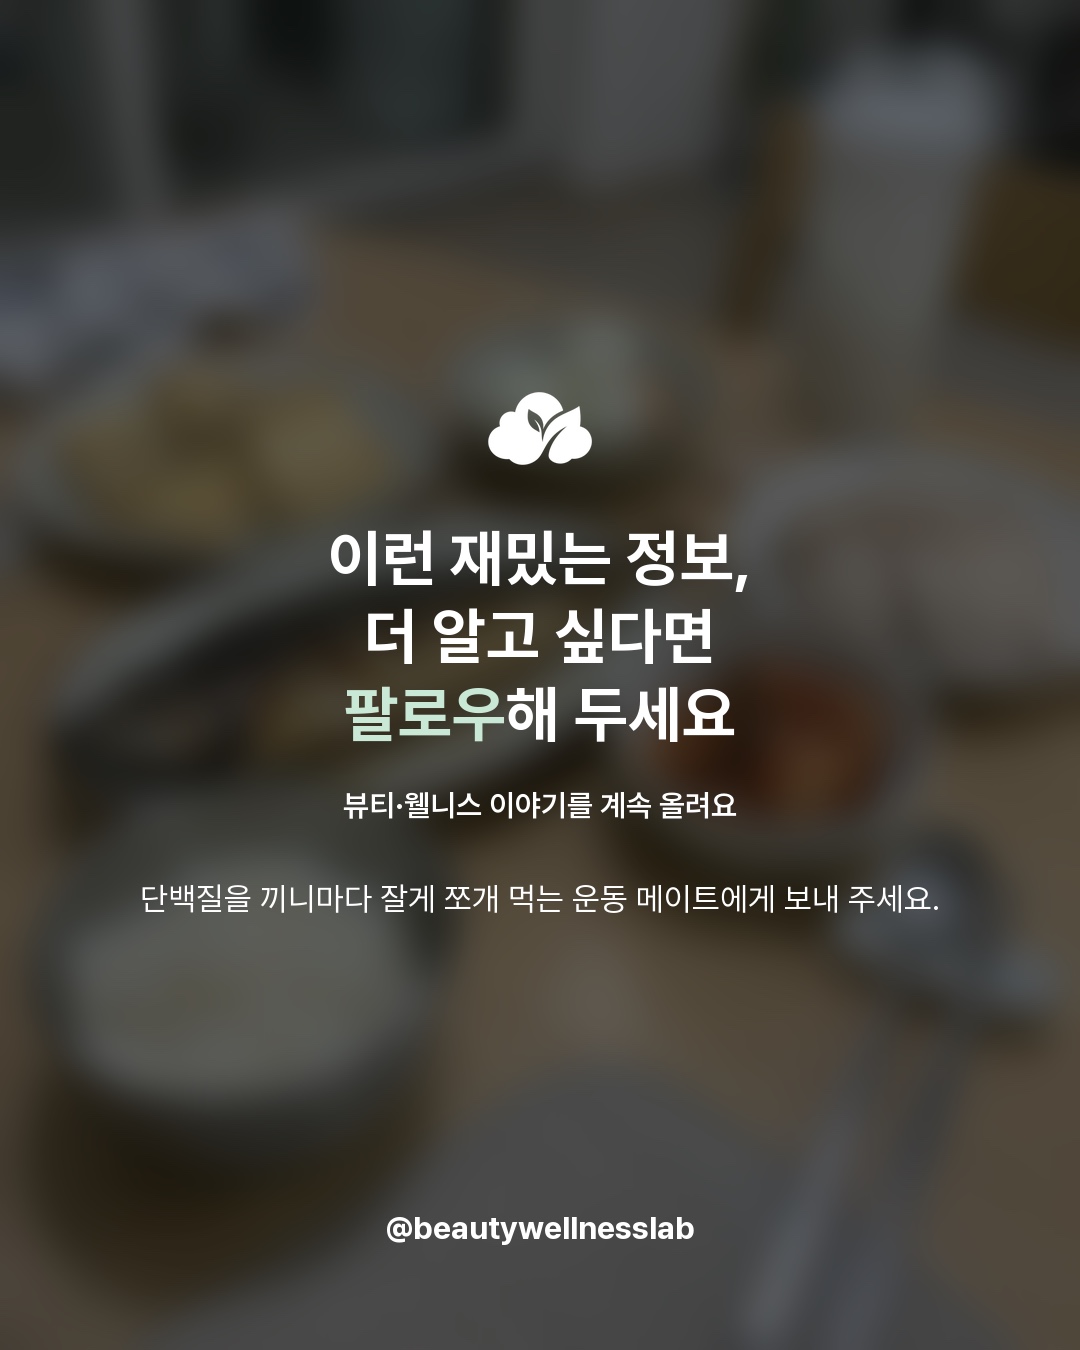 이런 재밌는 정보,
더 알고 싶다면
팔로우해 두세요
뷰티·웰니스 이야기를 계속 올려요
단백질을 끼니마다 잘게 쪼개 먹는 운동 메이트에게 보내 주세요.
@beautywellnesslab